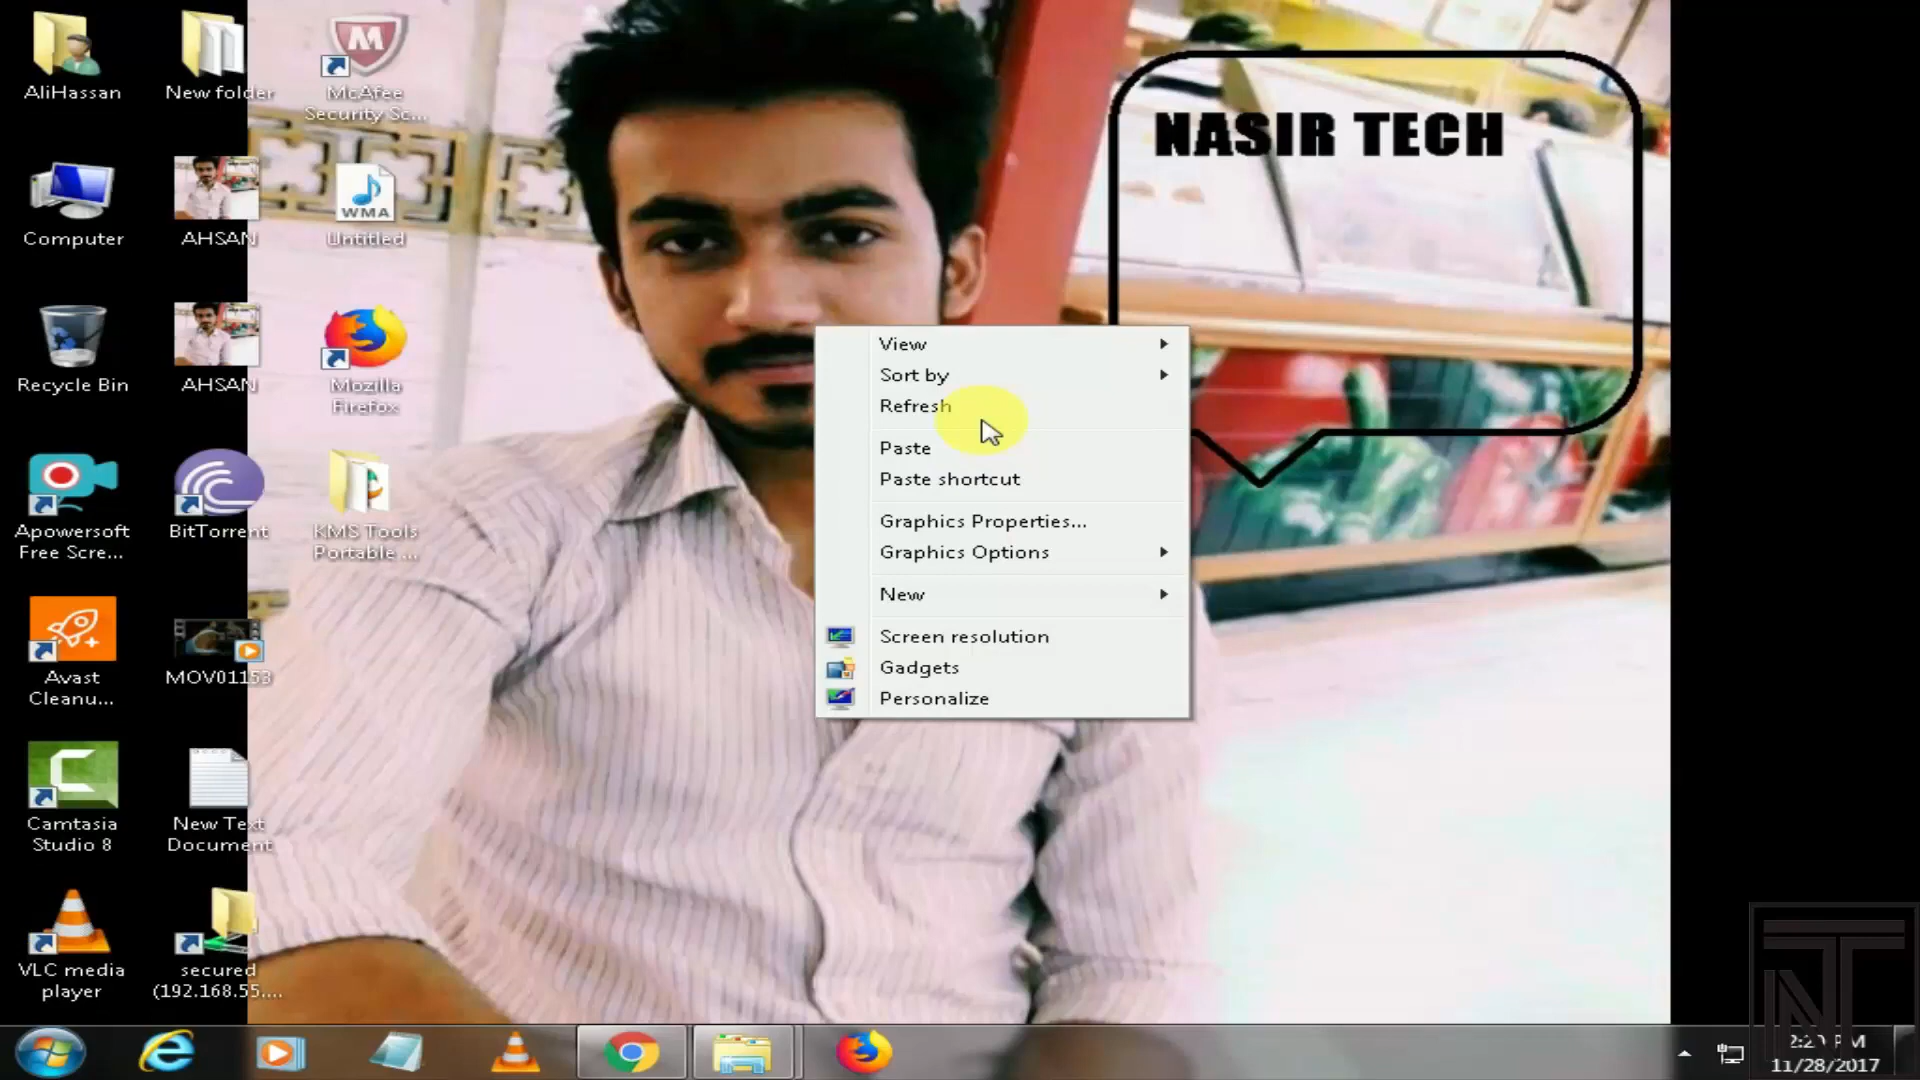 AliHassan
New folder
McAfee
Security Sc...
Computer
AHSAN
WMA
Untitled
Recycle Bin
AHSAN
Mozilla
Firefox
Apowersoft
Free Scre...
BitTorrent
KMS Tools
Portable ...
Avast
Cleanu...
MOV01153
Camtasia
Studio 8
New Text
Document
VLC media
player
secured
(192.168.55....
NASIR TECH
View
Sort by
Refresh
Paste
Paste shortcut
Graphics Properties...
Graphics Options
New
Screen resolution
Gadgets
Personalize
PM
11/28/2017